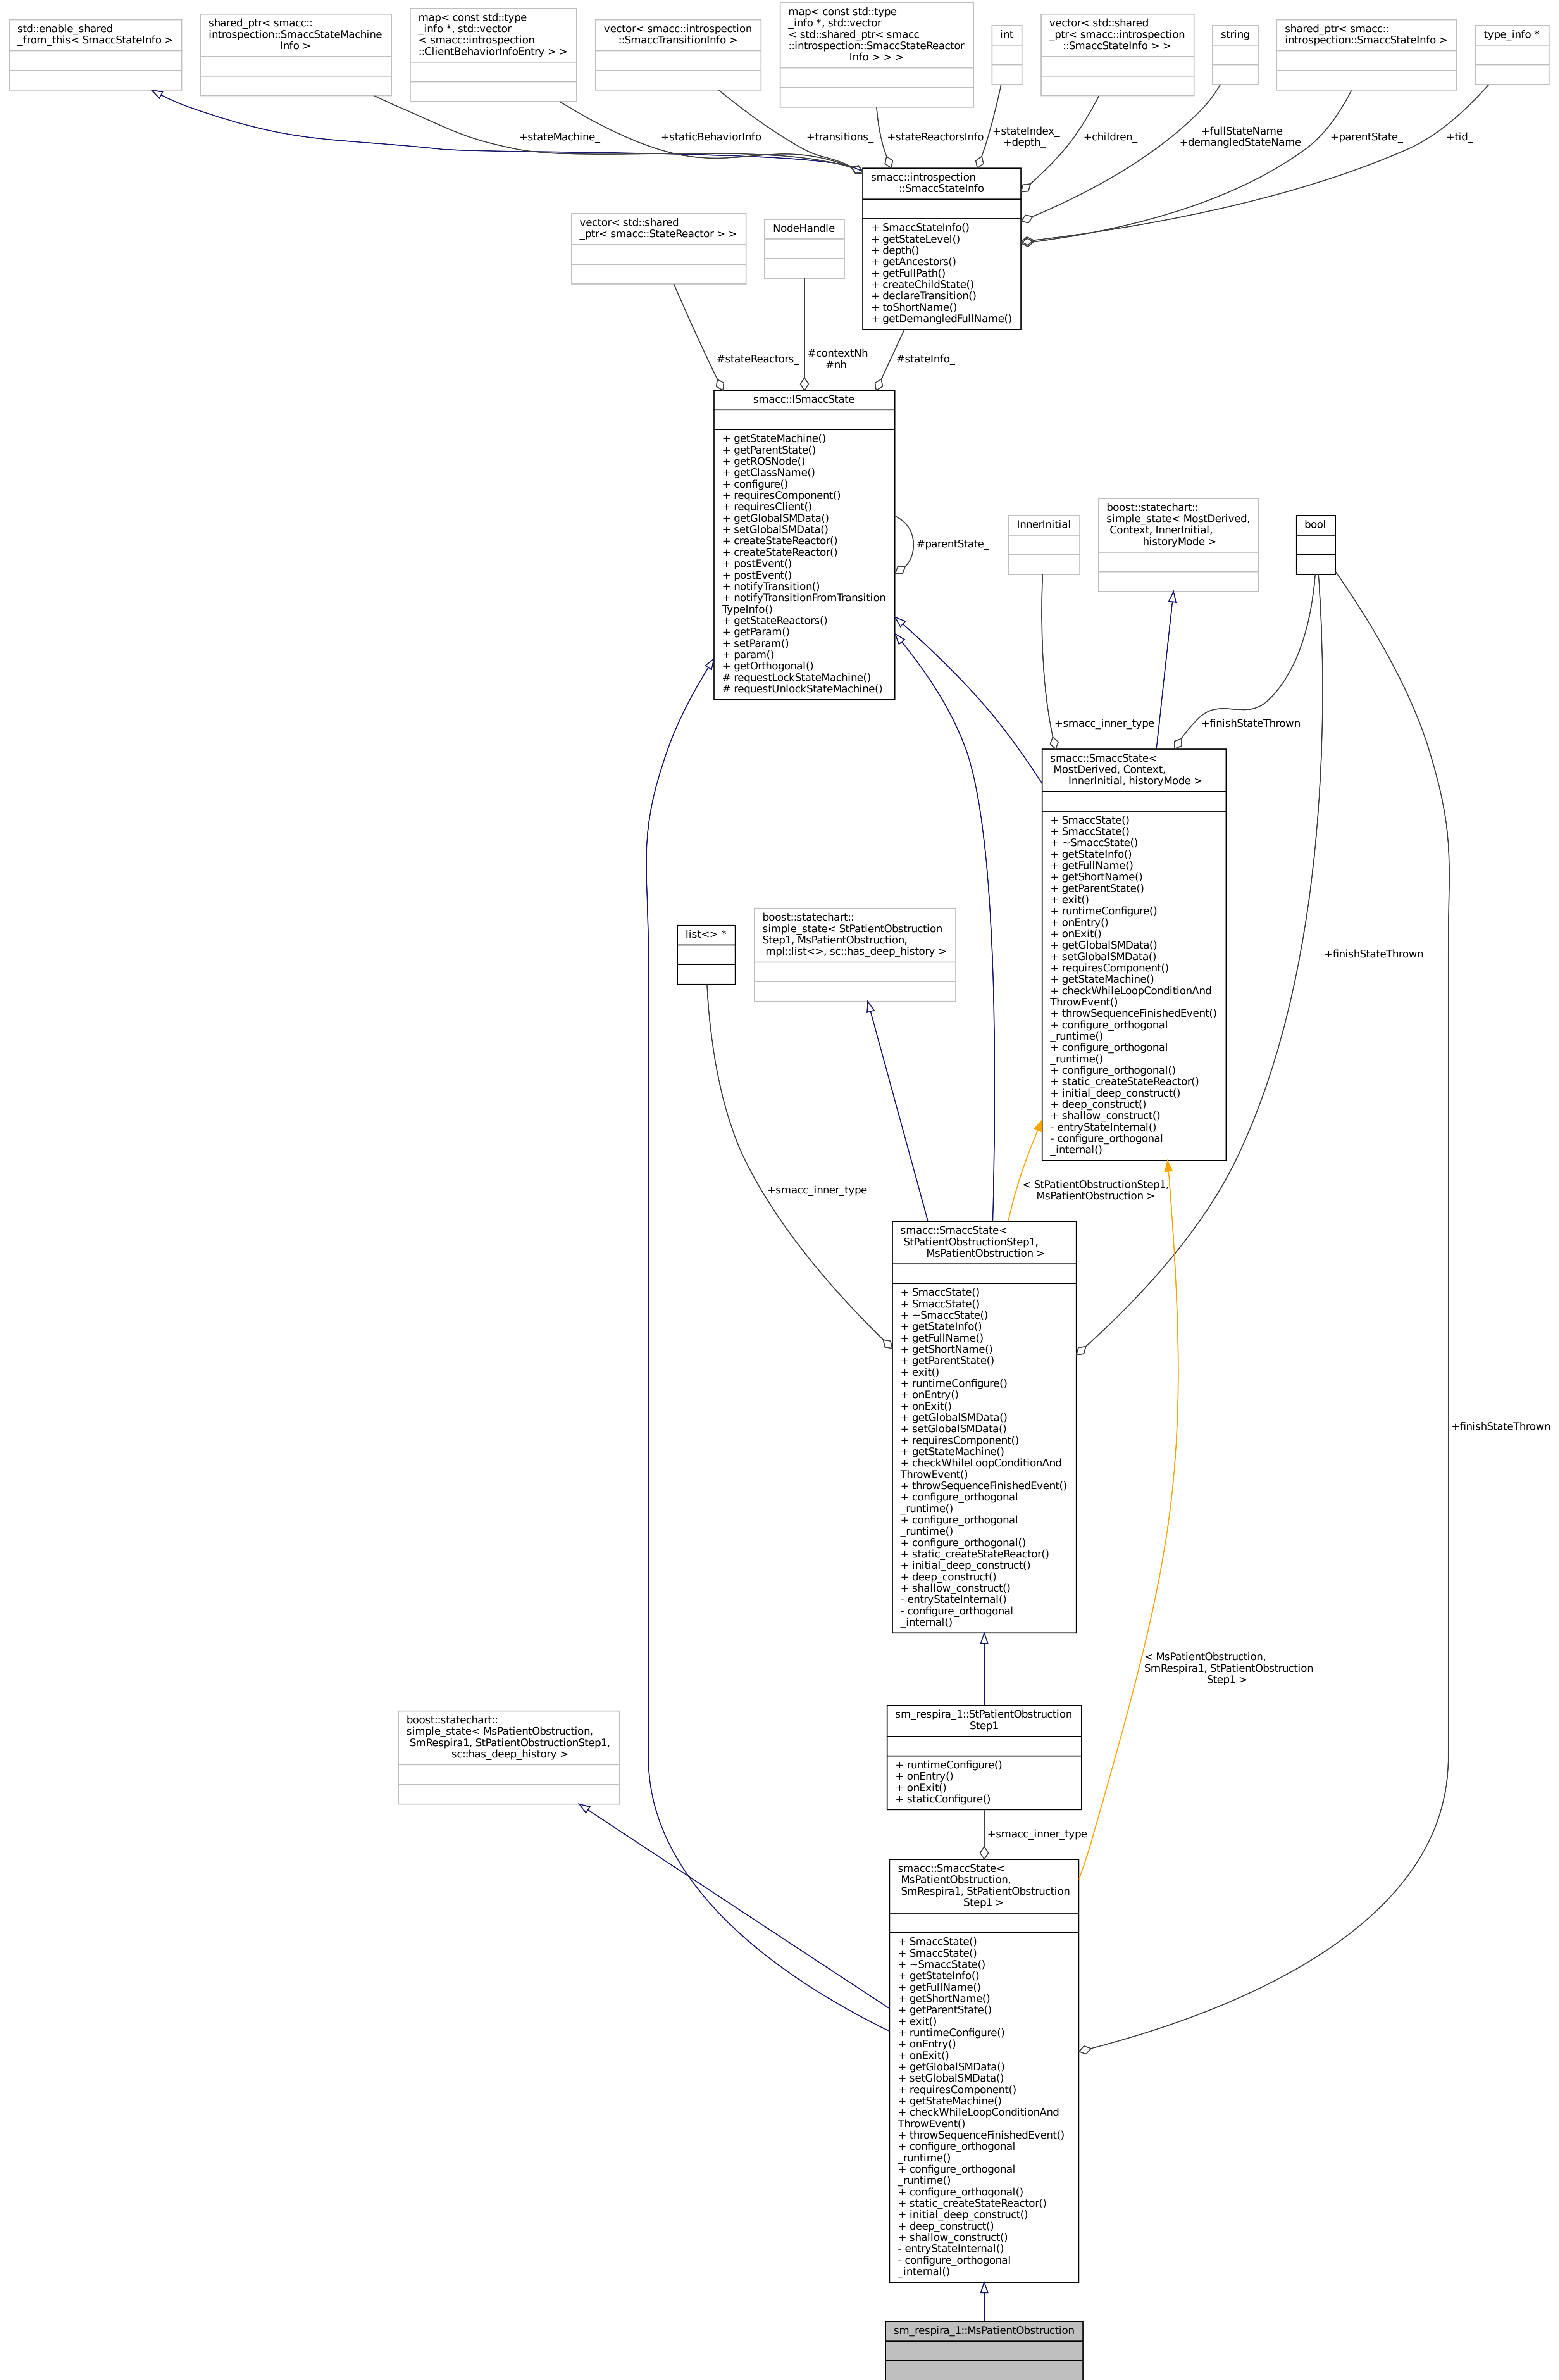 std::enable_shared
_from_this< SmaccStateInfo >
shared_ptr< smacc::
introspection::SmaccStateMachine
Info >
map< const std::type
_info *, std::vector
< smacc::introspection
::ClientBehaviorInfoEntry > >
vector< smacc::introspection
::SmaccTransitionInfo >
map< const std::type
_info *, std::vector
< std::shared_ptr< smacc
::introspection::SmaccStateReactor
Info > > >
int
vector< std::shared
_ptr< smacc::introspection
::SmaccStateInfo > >
string
shared_ptr< smacc::
introspection::SmaccStateInfo >
type_info *
+stateMachine_
+staticBehaviorInfo
+transitions_
+stateReactorsInfo
+stateIndex_
+depth_
+children_
+fullStateName
+demangledStateName
+parentState_
+tid_
smacc::introspection
::SmaccStateInfo
+ SmaccStateInfo()
+ getStateLevel()
+ depth()
+ getAncestors()
+ getFullPath()
+ createChildState()
+ declareTransition()
+ toShortName()
+ getDemangledFullName()
vector< std::shared
_ptr< smacc::StateReactor > >
NodeHandle
#stateReactors_
#contextNh
#nh
#stateInfo_
smacc::ISmaccState
+ getStateMachine()
+ getParentState()
+ getROSNode()
+ getClassName()
+ configure()
+ requiresComponent()
+ requiresClient()
+ getGlobalSMData()
+ setGlobalSMData()
+ createStateReactor()
+ createStateReactor()
+ postEvent()
+ postEvent()
+ notifyTransition()
+ notifyTransitionFromTransition
TypeInfo()
+ getStateReactors()
+ getParam()
+ setParam()
+ param()
+ getOrthogonal()
# requestLockStateMachine()
# requestUnlockStateMachine()
#parentState_
InnerInitial
boost::statechart::
simple_state< MostDerived,
Context, InnerInitial,
historyMode >
bool
+smacc_inner_type
+finishStateThrown
smacc::SmaccState<
MostDerived, Context,
InnerInitial, historyMode >
+ SmaccState()
+ SmaccState()
+ ~SmaccState()
+ getStateInfo()
+ getFullName()
+ getShortName()
+ getParentState()
+ exit()
+ runtimeConfigure()
+ onEntry()
+ onExit()
+ getGlobalSMData()
+ setGlobalSMData()
+ requiresComponent()
+ getStateMachine()
+ checkWhileLoopConditionAnd
ThrowEvent()
+ throwSequenceFinishedEvent()
+ configure_orthogonal
_runtime()
+ configure_orthogonal
_runtime()
+ configure_orthogonal()
+ static_createStateReactor()
+ initial_deep_construct()
+ deep_construct()
+ shallow_construct()
- entryStateInternal()
- configure_orthogonal
_internal()
list<> *
boost::statechart::
simple_state< StPatientObstruction
Step1, MsPatientObstruction,
mpl::list<>, sc::has_deep_history >
+finishStateThrown
+smacc_inner_type
< StPatientObstructionStep1,
MsPatientObstruction >
smacc::SmaccState<
StPatientObstructionStep1,
MsPatientObstruction >
+ SmaccState()
+ SmaccState()
+ ~SmaccState()
+ getStateInfo()
+ getFullName()
+ getShortName()
+ getParentState()
+ exit()
+ runtimeConfigure()
+ onEntry()
+ onExit()
+ getGlobalSMData()
+ setGlobalSMData()
+ requiresComponent()
+ getStateMachine()
+ checkWhileLoopConditionAnd
ThrowEvent()
+ throwSequenceFinishedEvent()
+ configure_orthogonal
_runtime()
+ configure_orthogonal
_runtime()
+ configure_orthogonal()
+ static_createStateReactor()
+ initial_deep_construct()
+ deep_construct()
+ shallow_construct()
- entryStateInternal()
- configure_orthogonal
_internal()
+finishStateThrown
< MsPatientObstruction,
SmRespira1, StPatientObstruction
Step1 >
boost::statechart::
simple_state< MsPatientObstruction,
SmRespira1, StPatientObstructionStep1,
sc::has_deep_history >
sm_respira_1::StPatientObstruction
Step1
+ runtimeConfigure()
+ onEntry()
+ onExit()
+ staticConfigure()
+smacc_inner_type
smacc::SmaccState<
MsPatientObstruction,
SmRespira1, StPatientObstruction
Step1 >
+ SmaccState()
+ SmaccState()
+ ~SmaccState()
+ getStateInfo()
+ getFullName()
+ getShortName()
+ getParentState()
+ exit()
+ runtimeConfigure()
+ onEntry()
+ onExit()
+ getGlobalSMData()
+ setGlobalSMData()
+ requiresComponent()
+ getStateMachine()
+ checkWhileLoopConditionAnd
ThrowEvent()
+ throwSequenceFinishedEvent()
+ configure_orthogonal
_runtime()
+ configure_orthogonal
_runtime()
+ configure_orthogonal()
+ static_createStateReactor()
+ initial_deep_construct()
+ deep_construct()
+ shallow_construct()
- entryStateInternal()
- configure_orthogonal
_internal()
sm_respira_1::MsPatientObstruction